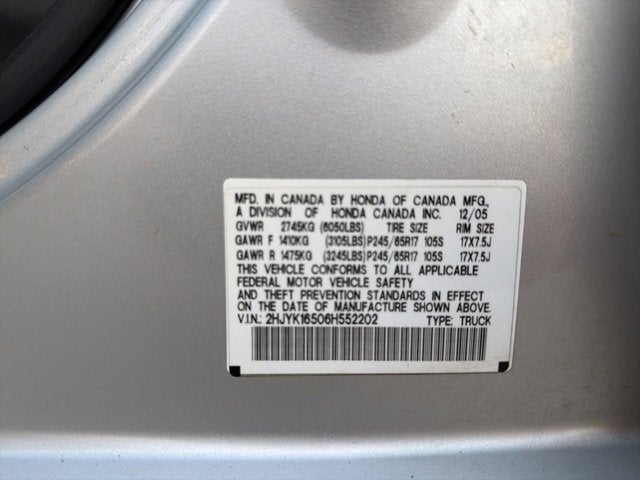 MFD. IN CANADA BY HONDA OF CANADA MFG.,
A DIVISION OF HONDA CANADA INC. 12/05
GVWR 2745KG (6050LBS) TIRE SIZE RIM SIZE
GAWR F 1410KG (3105LBS)P245/65R17 105S 17X7.5J
GAWR R 1475KG (3245LBS)P245/65R17 105S 17X7.5J
THIS VEHICLE CONFORMS TO ALL APPLICABLE
FEDERAL MOTOR VEHICLE SAFETY
AND THEFT PREVENTION STANDARDS IN EFFECT
ON THE DATE OF MANUFACTURE SHOWN ABOVE.
V.I.N.: 2HJYK16506H552202 TYPE: TRUCK